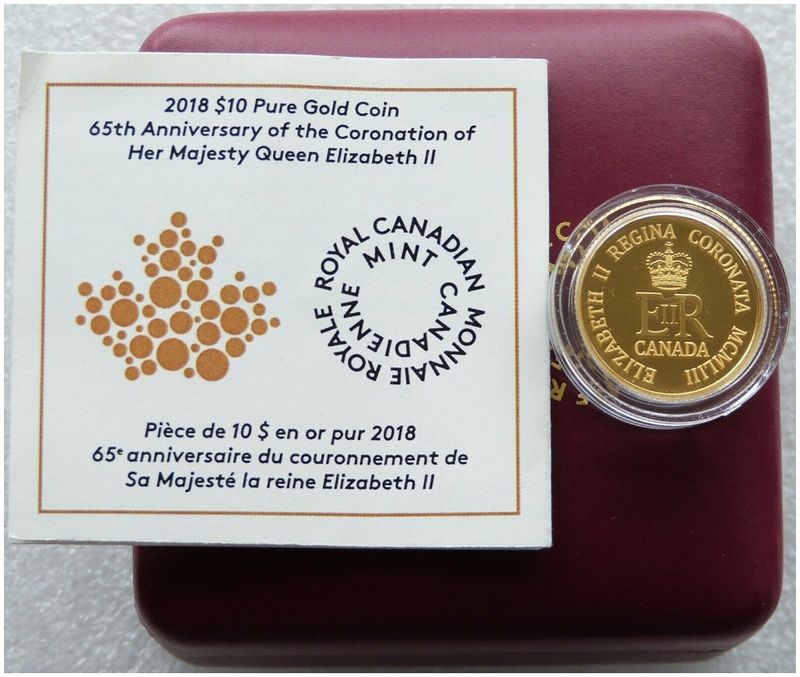 2018 $10 Pure Gold Coin
65th Anniversary of the Coronation of
Her Majesty Queen Elizabeth II
ROYAL CANADIAN MINT
MONNAIE ROYALE CANADIENNE
Pièce de 10 $ en or pur 2018
65e anniversaire du couronnement de
Sa Majesté la reine Elizabeth II
ELIZABETH II REGINA CORONATA MCMLIII
EIIR
CANADA